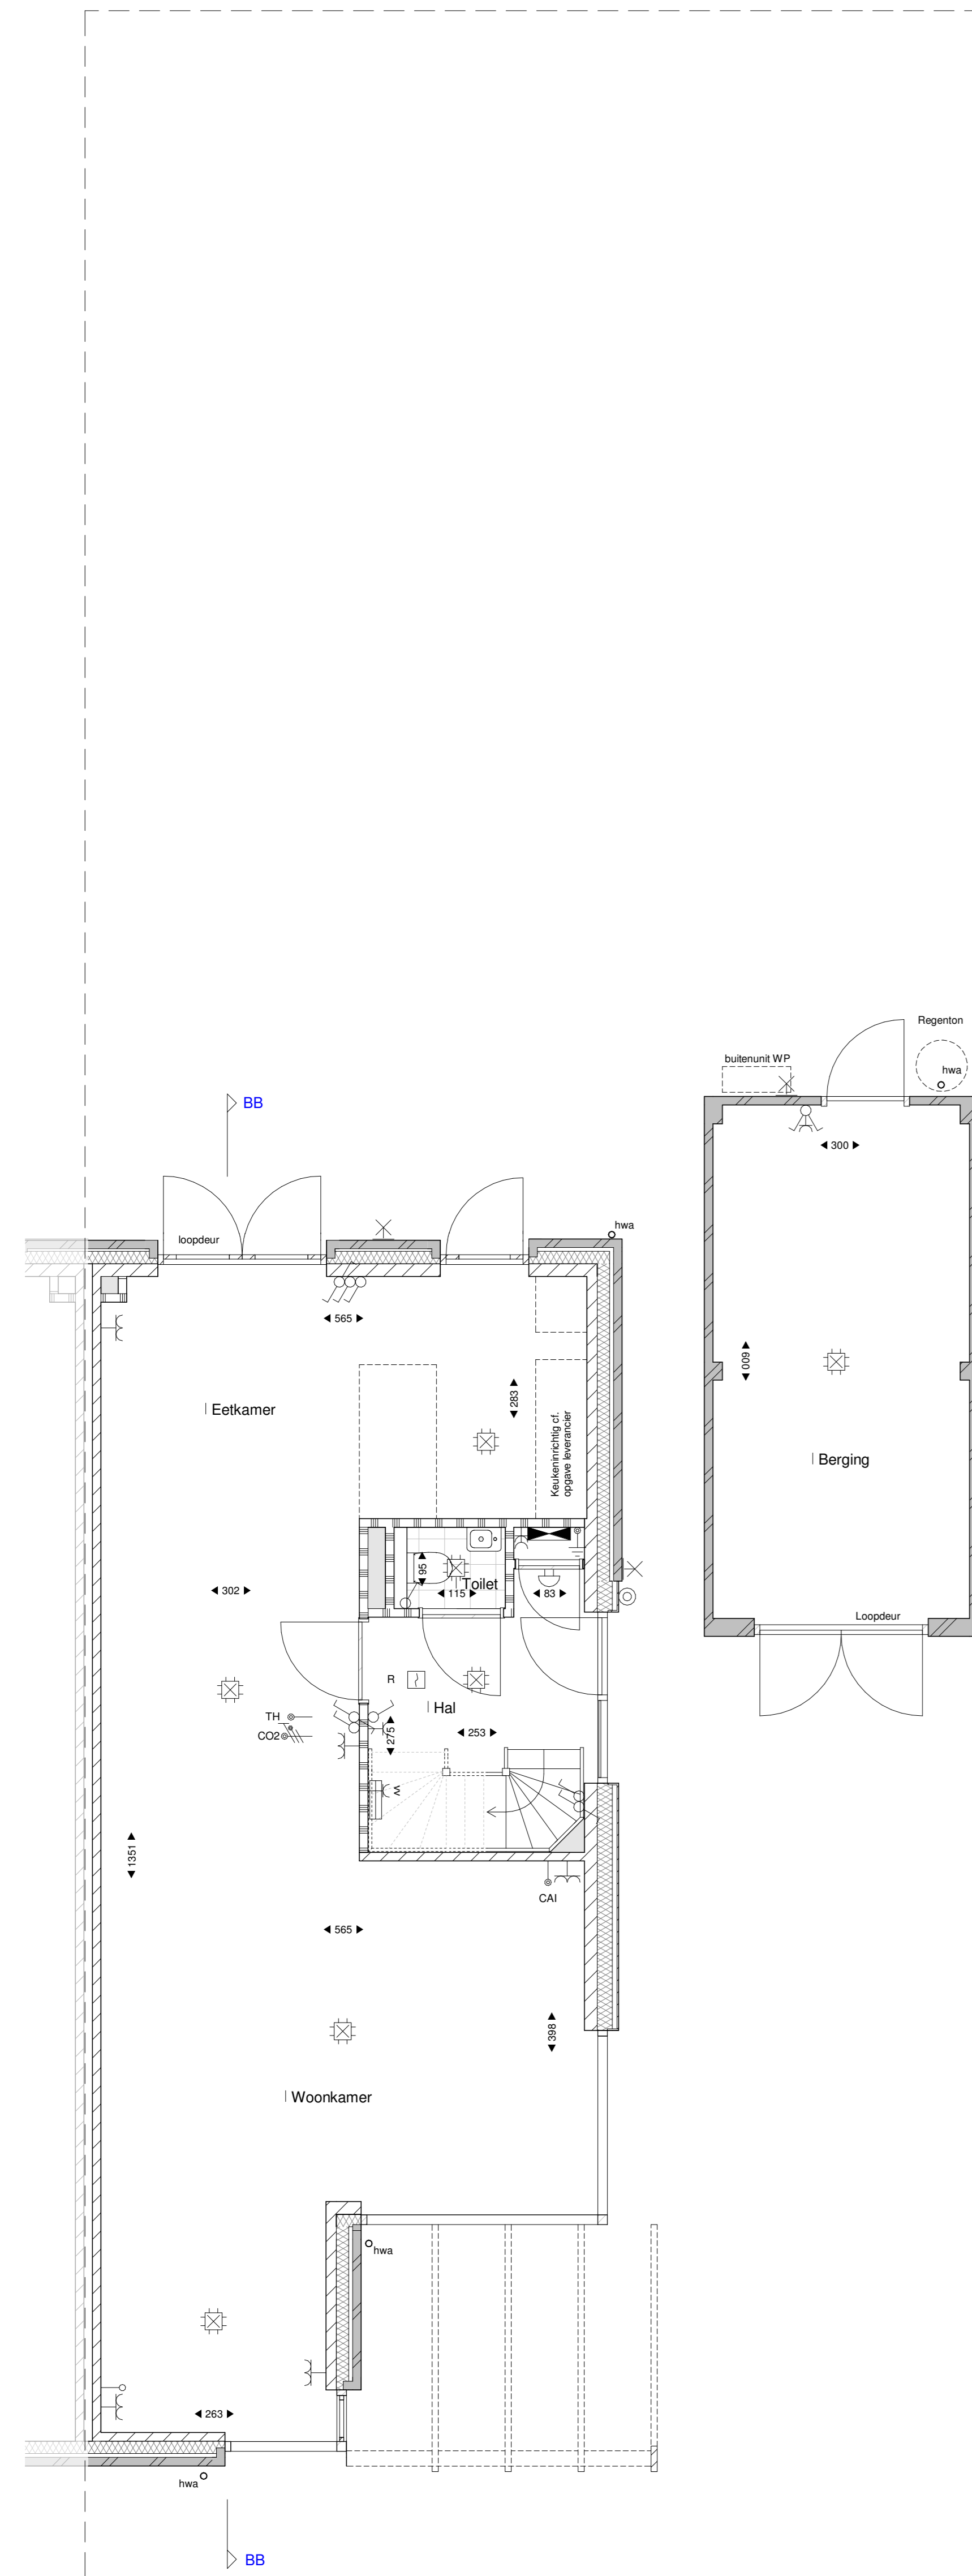 Regenton
buitenunit WP
hwa
BB
300
hwa
loopdeur
565
600
283
Eetkamer
Keukeninrichtig cf.
opgave leverancier
Berging
95
Toilet
302
115
83
Loopdeur
R
Hal
TH
275
253
CO2
W
1351
CAI
565
398
Woonkamer
hwa
263
hwa
BB